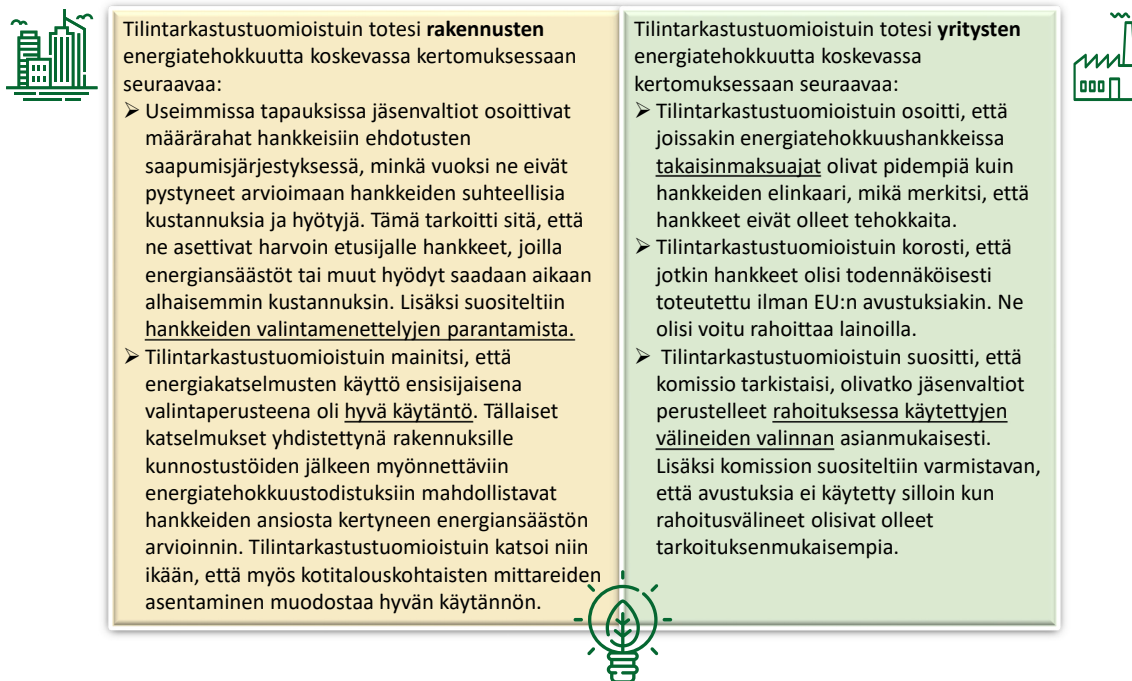 Tilintarkastustuomioistuin totesi rakennusten
energiatehokkuutta koskevassa kertomuksessaan
seuraavaa:
➢ Useimmissa tapauksissa jäsenvaltiot osoittivat
määrärahat hankkeisiin ehdotusten
saapumisjärjestyksessä, minkä vuoksi ne eivät
pystyneet arvioimaan hankkeiden suhteellisia
kustannuksia ja hyötyjä. Tämä tarkoitti sitä, että
ne asettivat harvoin etusijalle hankkeet, joilla
energiansäästöt tai muut hyödyt saadaan aikaan
alhaisemmin kustannuksin. Lisäksi suositeltiin
hankkeiden valintamenettelyjen parantamista.
➢ Tilintarkastustuomioistuin mainitsi, että
energiakatselmusten käyttö ensisijaisena
valintaperusteena oli hyvä käytäntö. Tällaiset
katselmukset yhdistettynä rakennuksille
kunnostustöiden jälkeen myönnettäviin
energiatehokkuustodistuksiin mahdollistavat
hankkeiden ansiosta kertyneen energiansäästön
arvioinnin. Tilintarkastustuomioistuin katsoi niin
ikään, että myös kotitalouskohtaisten mittareiden
asentaminen muodostaa hyvän käytännön.
Tilintarkastustuomioistuin totesi yritysten
energiatehokkuutta koskevassa
kertomuksessaan seuraavaa:
➢ Tilintarkastustuomioistuin osoitti, että
joissakin energiatehokkuushankkeissa
takaisinmaksuajat olivat pidempiä kuin
hankkeiden elinkaari, mikä merkitsi, että
hankkeet eivät olleet tehokkaita.
➢ Tilintarkastustuomioistuin korosti, että
jotkin hankkeet olisi todennäköisesti
toteutettu ilman EU:n avustuksiakin. Ne
olisi voitu rahoittaa lainoilla.
➢ Tilintarkastustuomioistuin suositti, että
komissio tarkistaisi, olivatko jäsenvaltiot
perustelleet rahoituksessa käytettyjen
välineiden valinnan asianmukaisesti.
Lisäksi komission suositeltiin varmistavan,
että avustuksia ei käytetty silloin kun
rahoitusvälineet olisivat olleet
tarkoituksenmukaisempia.